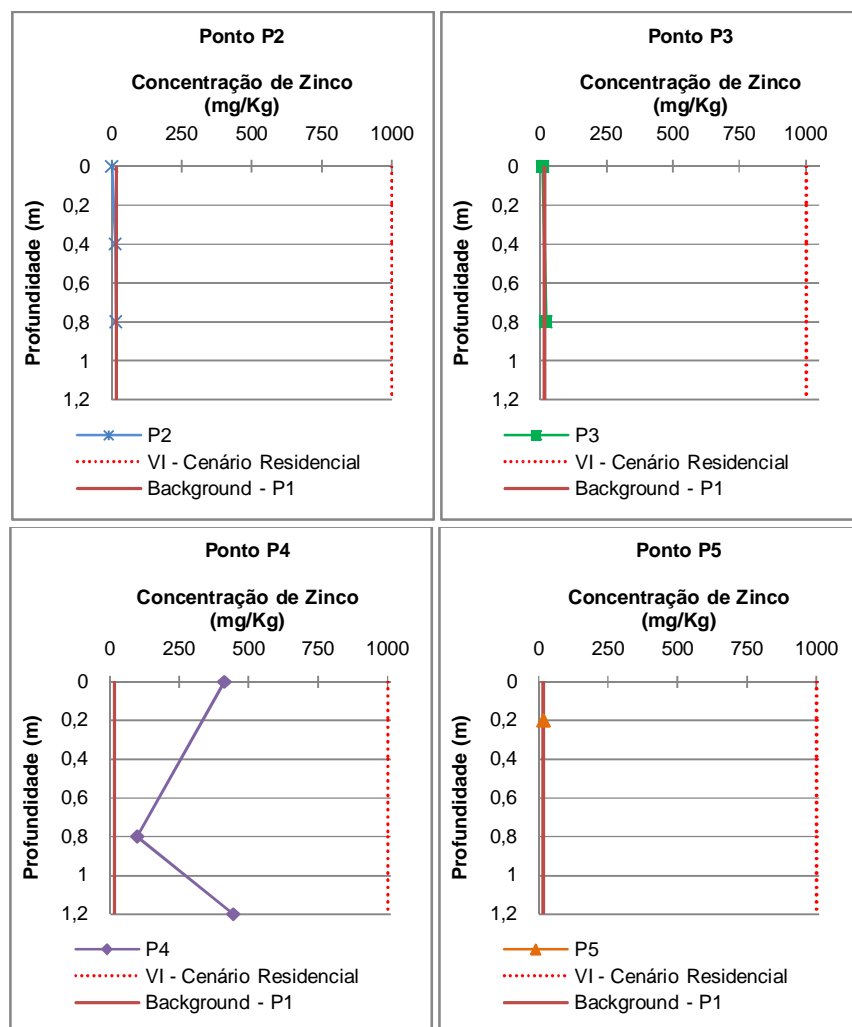 Ponto P2
Concentração de Zinco
(mg/Kg)
0 250 500 750 1000
0
0,2
0,4
0,6
0,8
1
1,2
Profundidade (m)
P2
VI - Cenário Residencial
Background - P1
Ponto P3
Concentração de Zinco
(mg/Kg)
0 250 500 750 1000
0
0,2
0,4
0,6
0,8
1
1,2
Profundidade (m)
P3
VI - Cenário Residencial
Background - P1
Ponto P4
Concentração de Zinco
(mg/Kg)
0 250 500 750 1000
0
0,2
0,4
0,6
0,8
1
1,2
Profundidade (m)
P4
VI - Cenário Residencial
Background - P1
Ponto P5
Concentração de Zinco
(mg/Kg)
0 250 500 750 1000
0
0,2
0,4
0,6
0,8
1
1,2
Profundidade (m)
P5
VI - Cenário Residencial
Background - P1